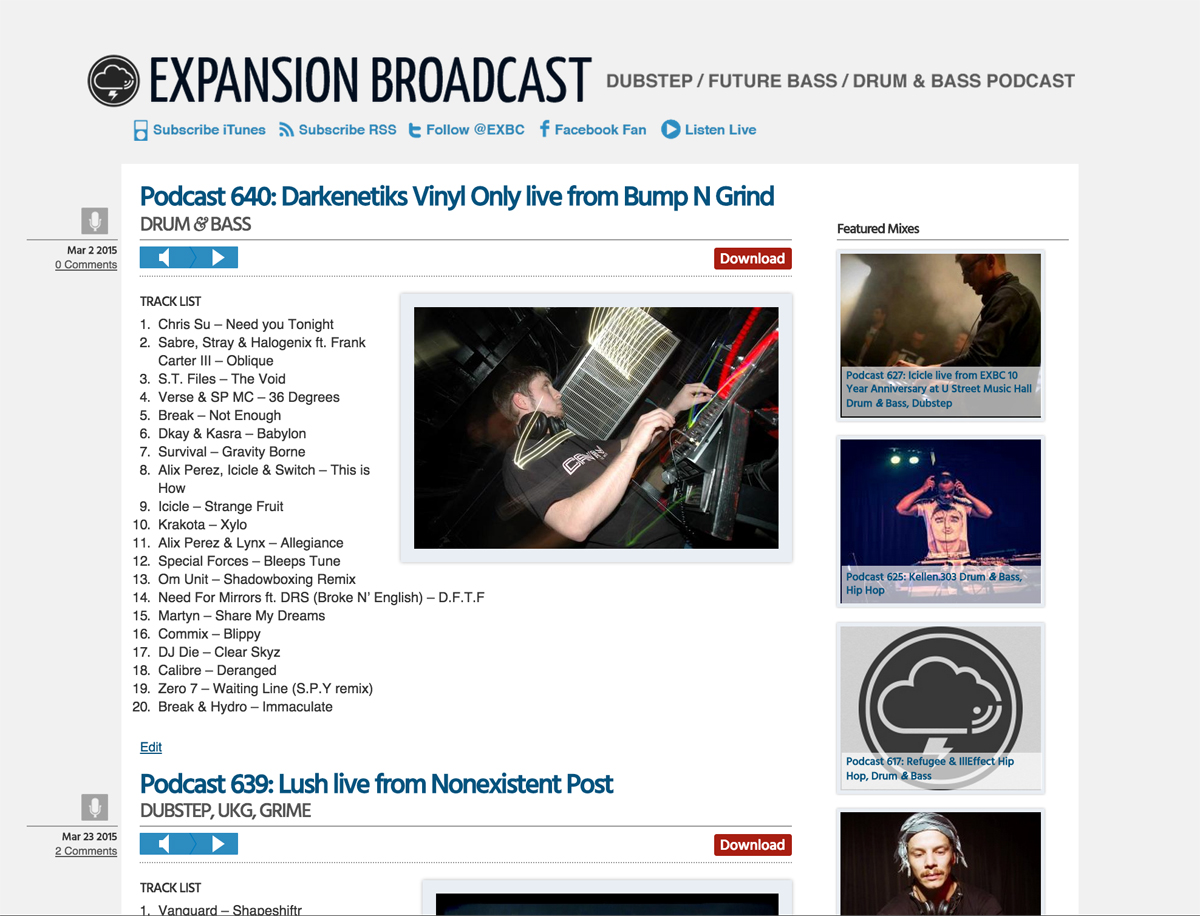 EXPANSION BROADCAST
DUBSTEP / FUTURE BASS / DRUM & BASS PODCAST
Subscribe iTunes
Subscribe RSS
Follow @EXBC
Facebook Fan
Listen Live
Podcast 640: Darkenetiks Vinyl Only live from Bump N Grind
DRUM & BASS
Mar 2 2015
0 Comments
Download
TRACK LIST
1. Chris Su – Need you Tonight
2. Sabre, Stray & Halogenix ft. Frank
Carter III – Oblique
3. S.T. Files – The Void
4. Verse & SP MC – 36 Degrees
5. Break – Not Enough
6. Dkay & Kasra – Babylon
7. Survival – Gravity Borne
8. Alix Perez, Icicle & Switch – This is
How
9. Icicle – Strange Fruit
10. Krakota – Xylo
11. Alix Perez & Lynx – Allegiance
12. Special Forces – Bleeps Tune
13. Om Unit – Shadowboxing Remix
14. Need For Mirrors ft. DRS (Broke N’ English) – D.F.T.F
15. Martyn – Share My Dreams
16. Commix – Blippy
17. DJ Die – Clear Skyz
18. Calibre – Deranged
19. Zero 7 – Waiting Line (S.P.Y remix)
20. Break & Hydro – Immaculate
Edit
Podcast 639: Lush live from Nonexistent Post
DUBSTEP, UKG, GRIME
Mar 23 2015
2 Comments
Download
TRACK LIST
1. Vanguard – Shapeshiftr
Featured Mixes
Podcast 627: Icicle live from EXBC 10
Year Anniversary at U Street Music Hall
Drum & Bass, Dubstep
Podcast 625: Kellen.303 Drum & Bass,
Hip Hop
Podcast 617: Refugee & IllEffect Hip
Hop, Drum & Bass